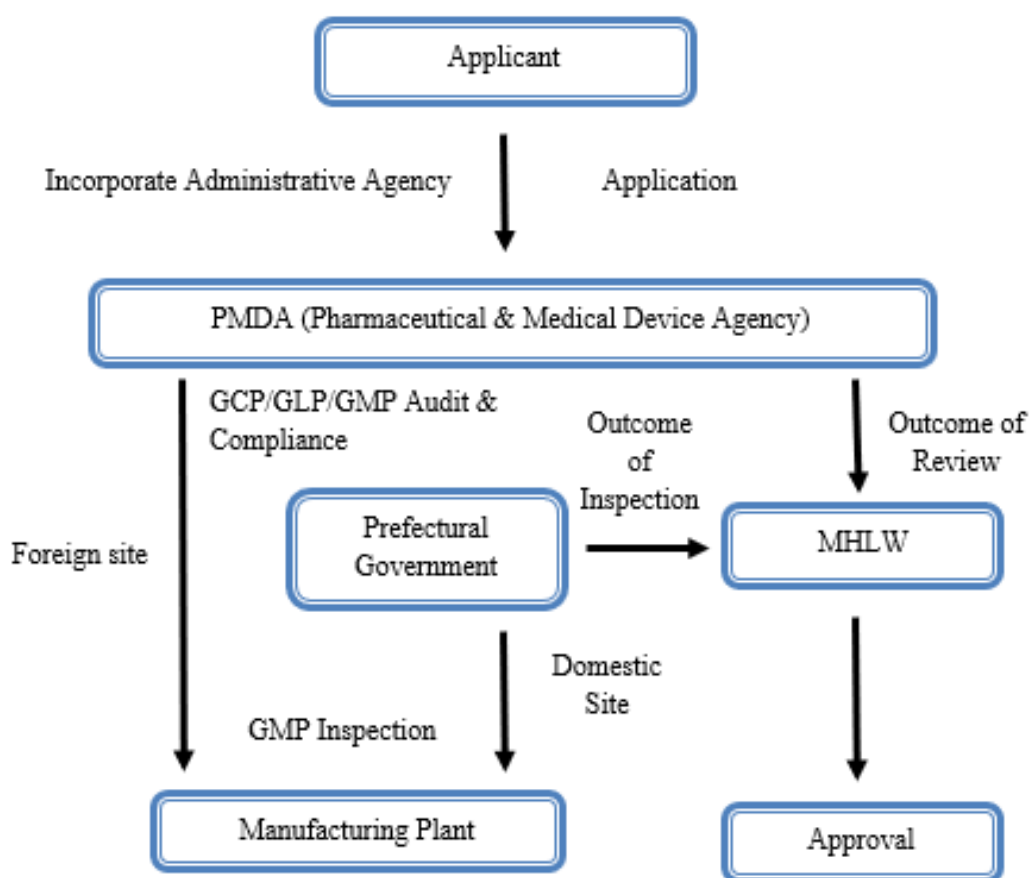 Applicant
Incorporate Administrative Agency
Application
PMDA (Pharmaceutical & Medical Device Agency)
GCP/GLP/GMP Audit &
Compliance
Outcome
of
Inspection
Outcome of
Review
Foreign site
Prefectural
Government
MHLW
Domestic
Site
GMP Inspection
Manufacturing Plant
Approval